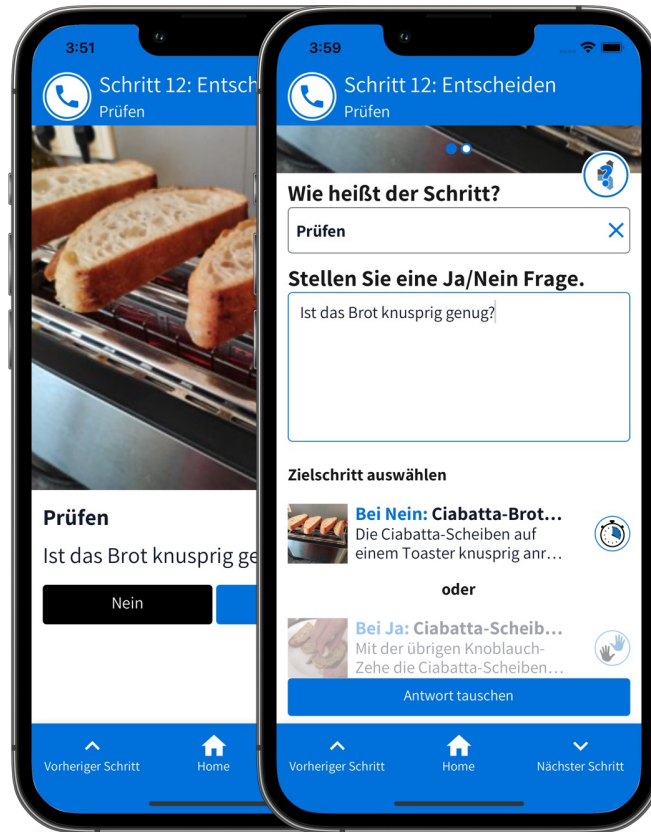 3:51
Schritt 12: Entsch
Prüfen
Prüfen
Ist das Brot knusprig ge
Nein
Vorheriger Schritt
Home
3:59
Schritt 12: Entscheiden
Prüfen
Wie heißt der Schritt?
Prüfen
Stellen Sie eine Ja/Nein Frage.
Ist das Brot knusprig genug?
Zielschritt auswählen
Bei Nein: Ciabatta-Brot...
Die Ciabatta-Scheiben auf
einem Toaster knusprig anr...
oder
Bei Ja: Ciabatta-Scheib...
Mit der übrigen Knoblauch-
Zehe die Ciabatta-Scheiben...
Antwort tauschen
Vorheriger Schritt
Home
Nächster Schritt